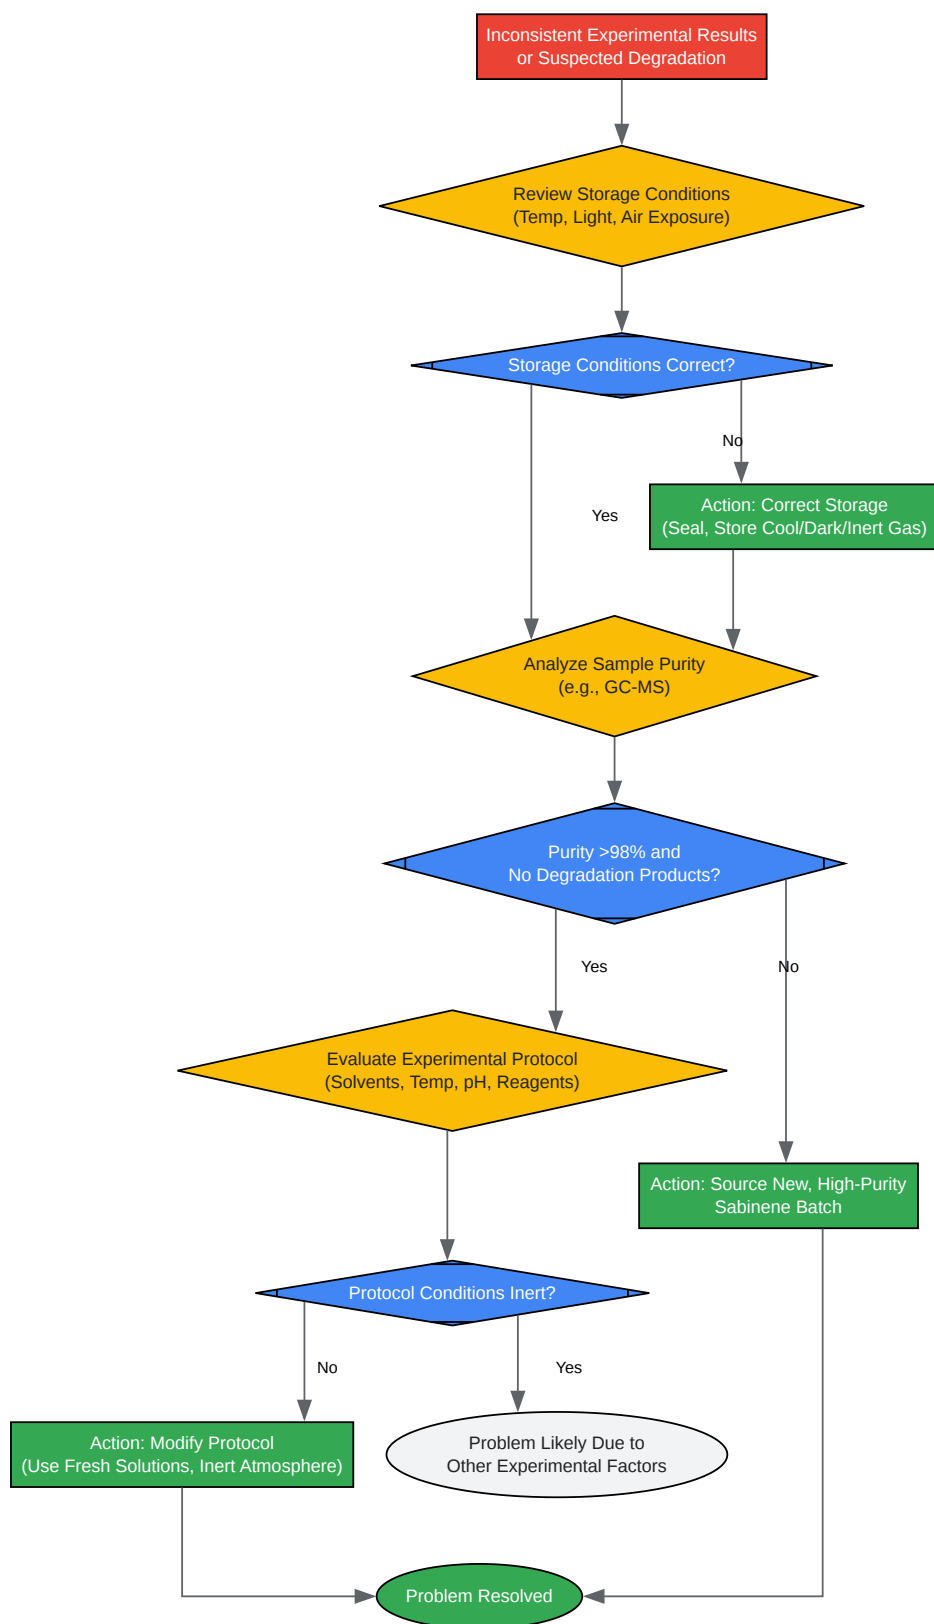 Inconsistent Experimental Results
or Suspected Degradation
Review Storage Conditions
(Temp, Light, Air Exposure)
Storage Conditions Correct?
No
Yes
Action: Correct Storage
(Seal, Store Cool/Dark/Inert Gas)
Analyze Sample Purity
(e.g., GC-MS)
Purity >98% and
No Degradation Products?
Yes
No
Evaluate Experimental Protocol
(Solvents, Temp, pH, Reagents)
Action: Source New, High-Purity
Sabinene Batch
Protocol Conditions Inert?
No
Yes
Action: Modify Protocol
(Use Fresh Solutions, Inert Atmosphere)
Problem Likely Due to
Other Experimental Factors
Problem Resolved